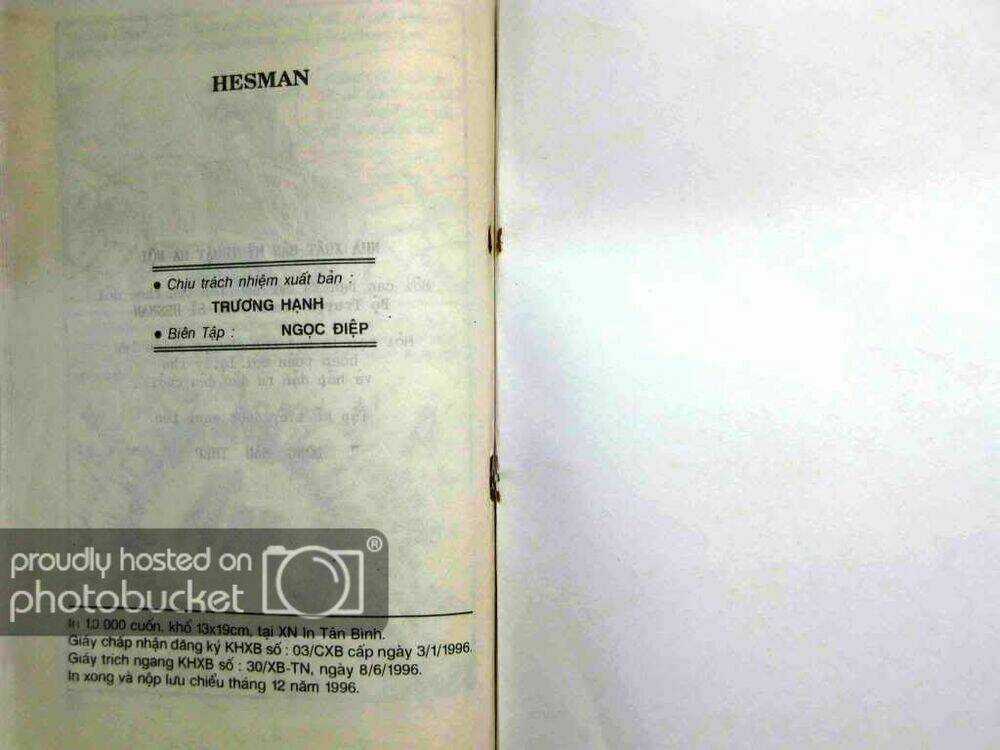 HESMAN
• Chịu trách nhiệm xuất bản :
TRƯƠNG HẠNH
• Biên Tập : NGỌC ĐIỆP
proudly hosted on
photobucket®
In 10.000 cuốn, khổ 13x19cm, tại XN In Tân Bình.
Giấy chấp nhận đăng ký KHXB số : 03/CXB cấp ngày 3/1/1996.
Giấy trích ngang KHXB số : 30/XB-TN, ngày 8/6/1996.
In xong và nộp lưu chiểu tháng 12 năm 1996.